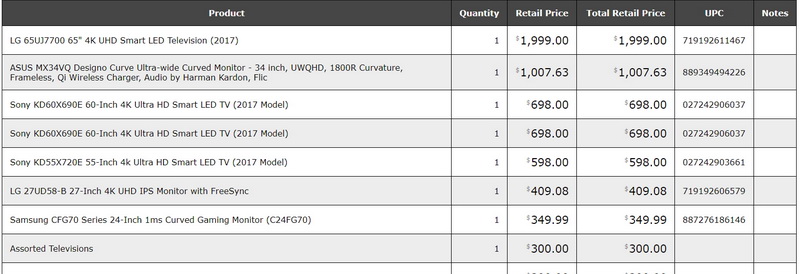 Product Quantity Retail Price Total Retail Price UPC Notes
LG 65UJ7700 65" 4K UHD Smart LED Television (2017) 1 $1,999.00 $1,999.00 719192611467
ASUS MX34VQ Designo Curve Ultra-wide Curved Monitor - 34 inch, UWQHD, 1800R Curvature,
Frameless, Qi Wireless Charger, Audio by Harman Kardon, Flic 1 $1,007.63 $1,007.63 889349494226
Sony KD60X690E 60-Inch 4K Ultra HD Smart LED TV (2017 Model) 1 $698.00 $698.00 027242906037
Sony KD60X690E 60-Inch 4K Ultra HD Smart LED TV (2017 Model) 1 $698.00 $698.00 027242906037
Sony KD55X720E 55-Inch 4k Ultra HD Smart LED TV (2017 Model) 1 $598.00 $598.00 027242903661
LG 27UD58-B 27-Inch 4K UHD IPS Monitor with FreeSync 1 $409.08 $409.08 719192606579
Samsung CFG70 Series 24-Inch 1ms Curved Gaming Monitor (C24FG70) 1 $349.99 $349.99 887276186146
Assorted Televisions 1 $300.00 $300.00